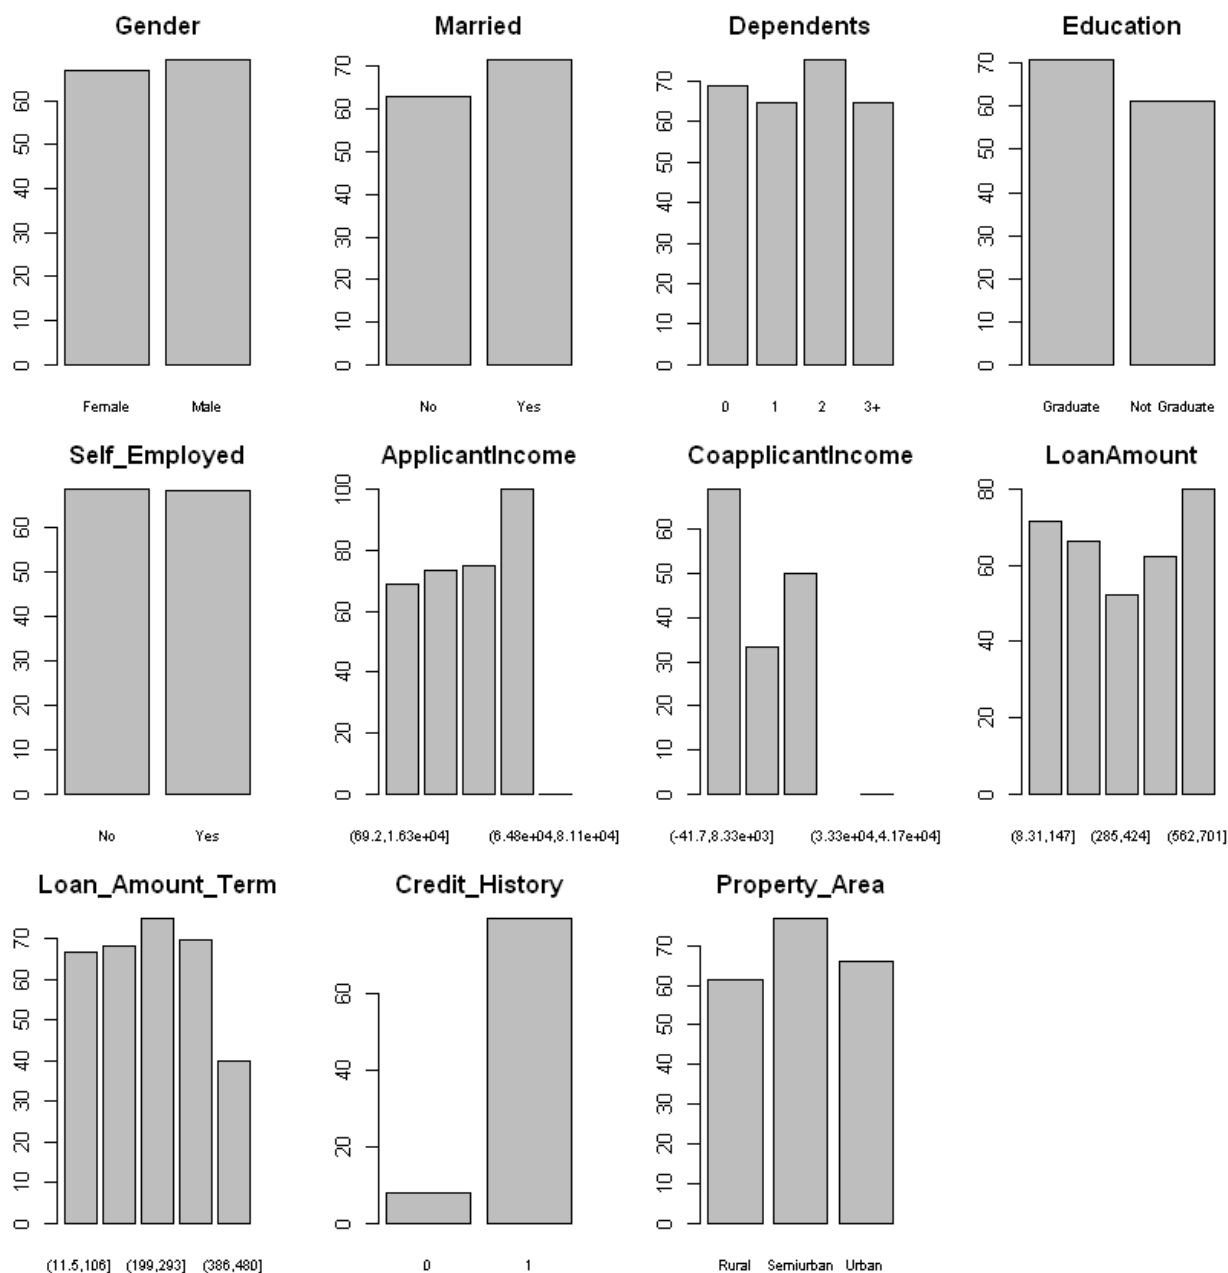 Gender Married Dependents Education
0 10 20 30 40 50 60
Female Male
0 10 20 30 40 50 60 70
No Yes
0 10 20 30 40 50 60 70
0 1 2 3+
0 10 20 30 40 50 60 70
Graduate Not Graduate
Self_Employed ApplicantIncome CoapplicantIncome LoanAmount
0 10 20 30 40 50 60
No Yes
0 20 40 60 80 100
(69.2,1.63e+04] (6.48e+04,8.11e+04]
0 10 20 30 40 50 60
(-41.7,8.33e+03] (3.33e+04,4.17e+04]
0 20 40 60 80
(8.31,147] (285,424] (562,701]
Loan_Amount_Term Credit_History Property_Area
0 10 20 30 40 50 60 70
(11.5,106] (199,293] (386,480]
0 20 40 60
0 1
0 10 20 30 40 50 60 70
Rural Semiurban Urban